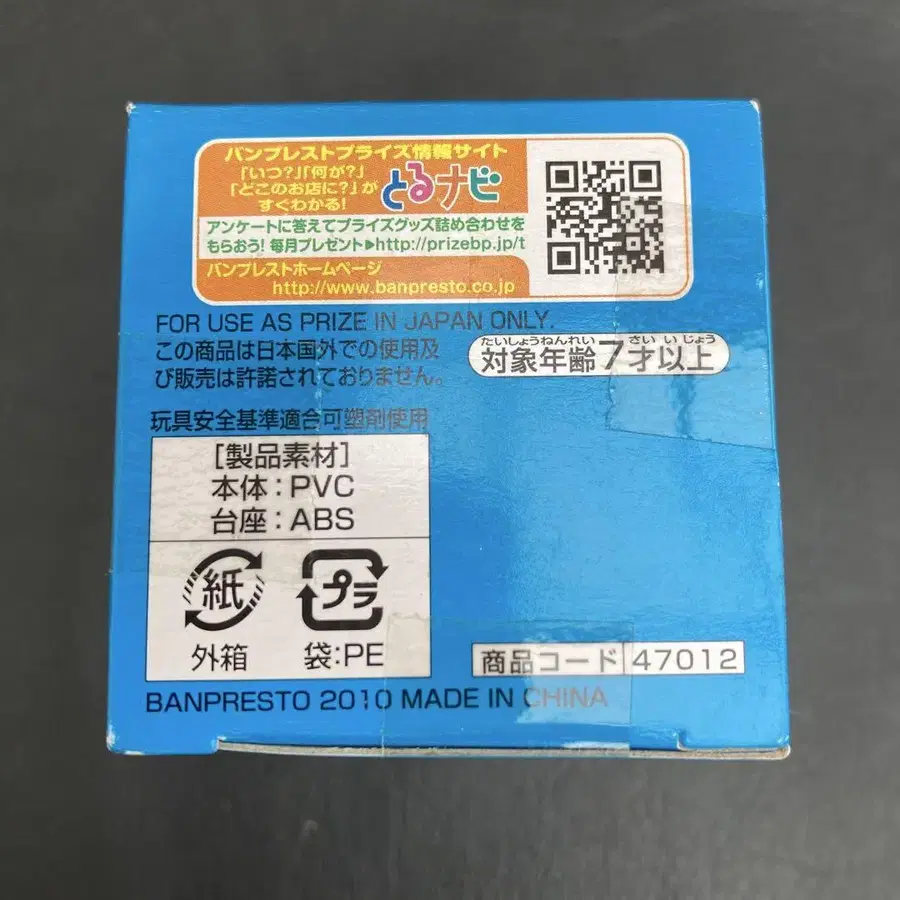 バンプレストプライズ情報サイト
「いつ?」「何が?」
「どこのお店に?」が
すぐわかる!
とるナビ
アンケートに答えてプライズグッズ詰め合わせを
もらおう! 毎月プレゼント▶http://prizebp.jp/t
バンプレストホームページ
http://www.banpresto.co.jp
FOR USE AS PRIZE IN JAPAN ONLY.
この商品は日本国外での使用及
び販売は許諾されておりません。
たいしょうねんれい さい いじょう
対象年齢7才以上
玩具安全基準適合可塑剤使用
[製品素材]
本体:PVC
台座:ABS
紙
プラ
外箱
袋:PE
商品コード 47012
BANPRESTO 2010 MADE IN CHINA